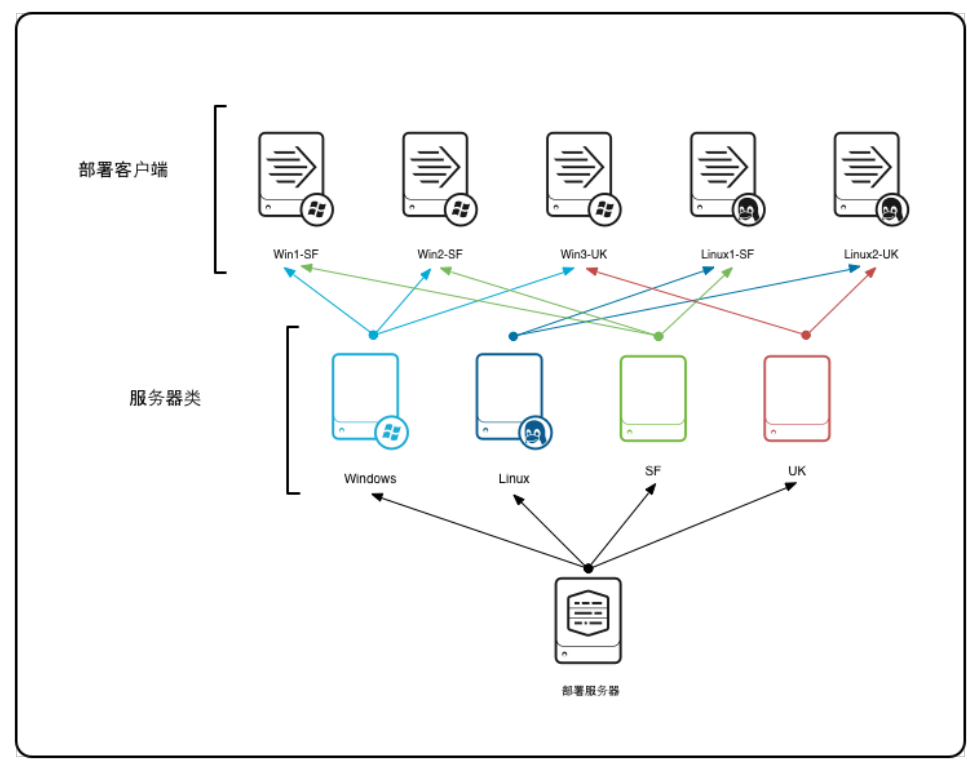 部署客户端
Win1-SF
Win2-SF
Win3-UK
Linux1-SF
Linux2-UK
服务器类
Windows
Linux
SF
UK
部署服务器